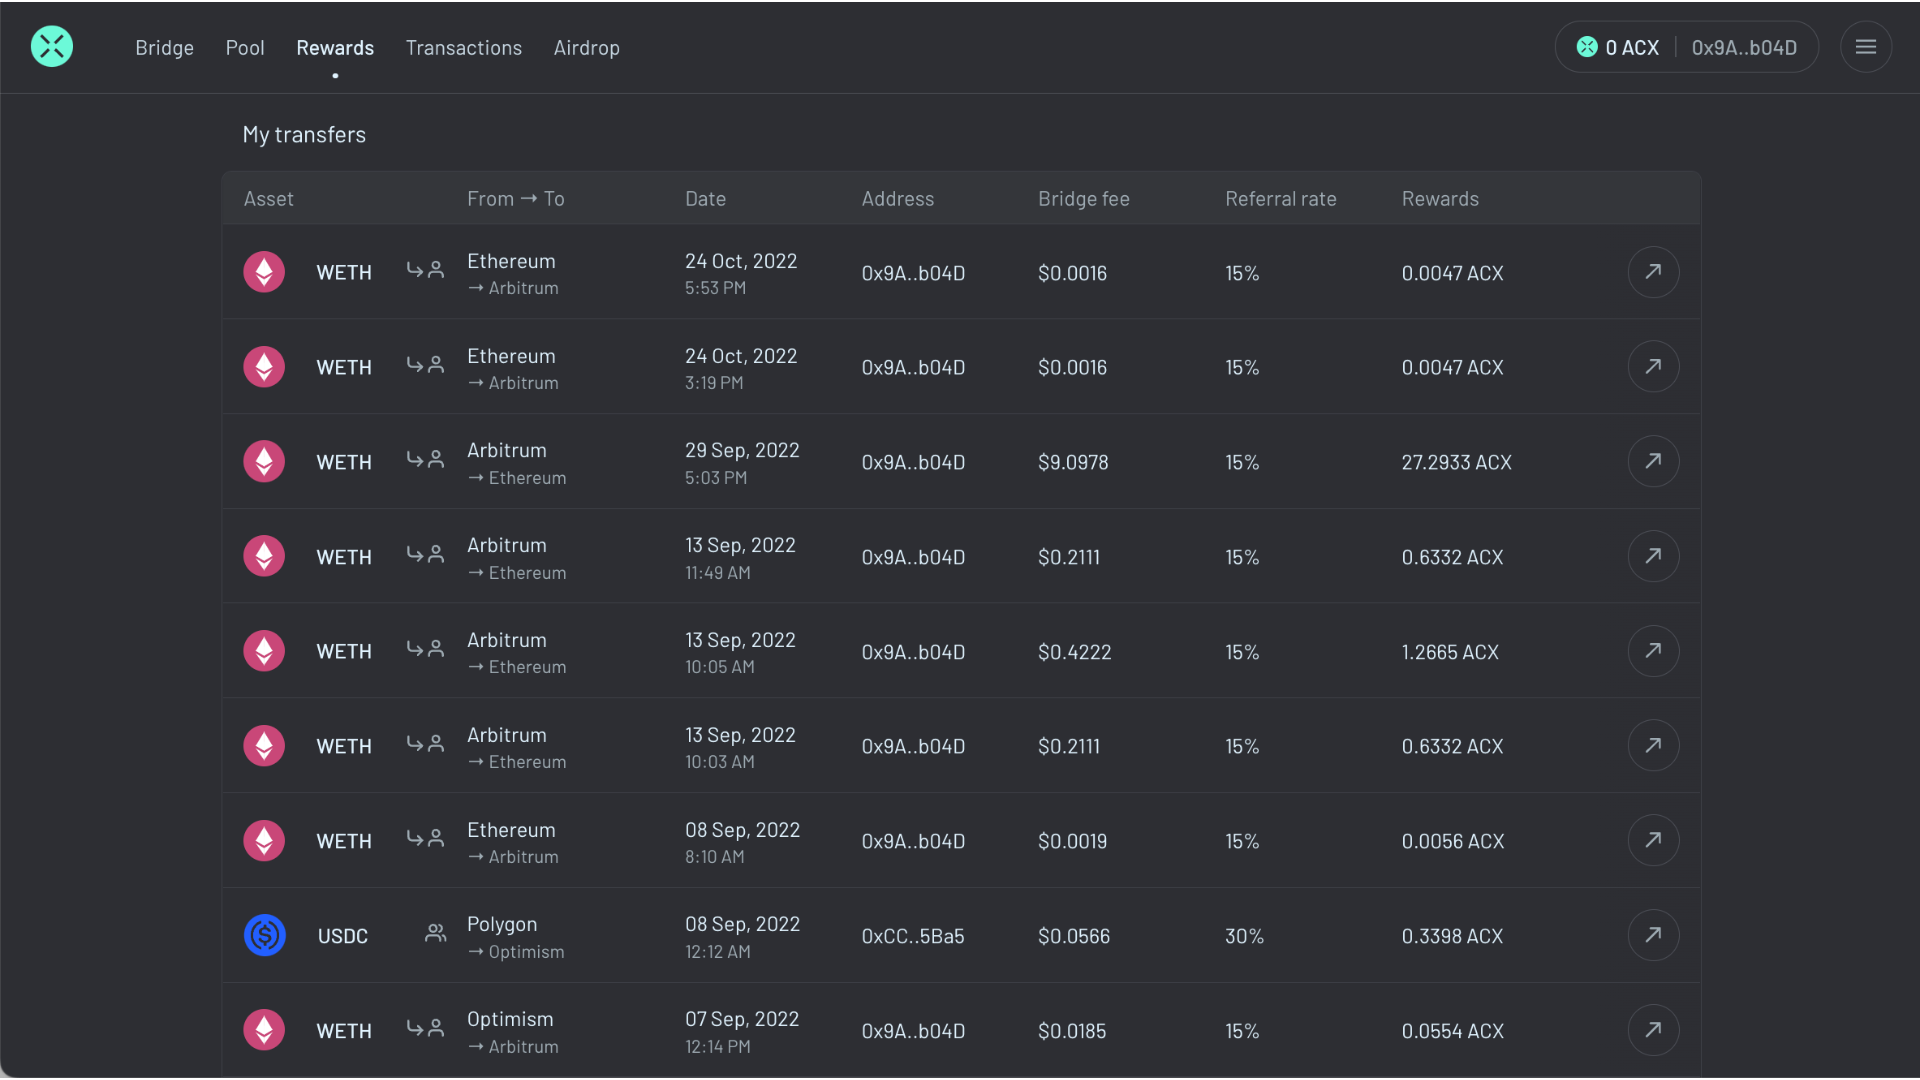 Bridge Pool Rewards Transactions Airdrop 0 ACX 0x9A..b04D
My transfers
Asset From → To Date Address Bridge fee Referral rate Rewards
WETH Ethereum → Arbitrum 24 Oct, 2022 5:53 PM 0x9A..b04D $0.0016 15% 0.0047 ACX
WETH Ethereum → Arbitrum 24 Oct, 2022 3:19 PM 0x9A..b04D $0.0016 15% 0.0047 ACX
WETH Arbitrum → Ethereum 29 Sep, 2022 5:03 PM 0x9A..b04D $9.0978 15% 27.2933 ACX
WETH Arbitrum → Ethereum 13 Sep, 2022 11:49 AM 0x9A..b04D $0.2111 15% 0.6332 ACX
WETH Arbitrum → Ethereum 13 Sep, 2022 10:05 AM 0x9A..b04D $0.4222 15% 1.2665 ACX
WETH Arbitrum → Ethereum 13 Sep, 2022 10:03 AM 0x9A..b04D $0.2111 15% 0.6332 ACX
WETH Ethereum → Arbitrum 08 Sep, 2022 8:10 AM 0x9A..b04D $0.0019 15% 0.0056 ACX
USDC Polygon → Optimism 08 Sep, 2022 12:12 AM 0xCC..5Ba5 $0.0566 30% 0.3398 ACX
WETH Optimism → Arbitrum 07 Sep, 2022 12:14 PM 0x9A..b04D $0.0185 15% 0.0554 ACX